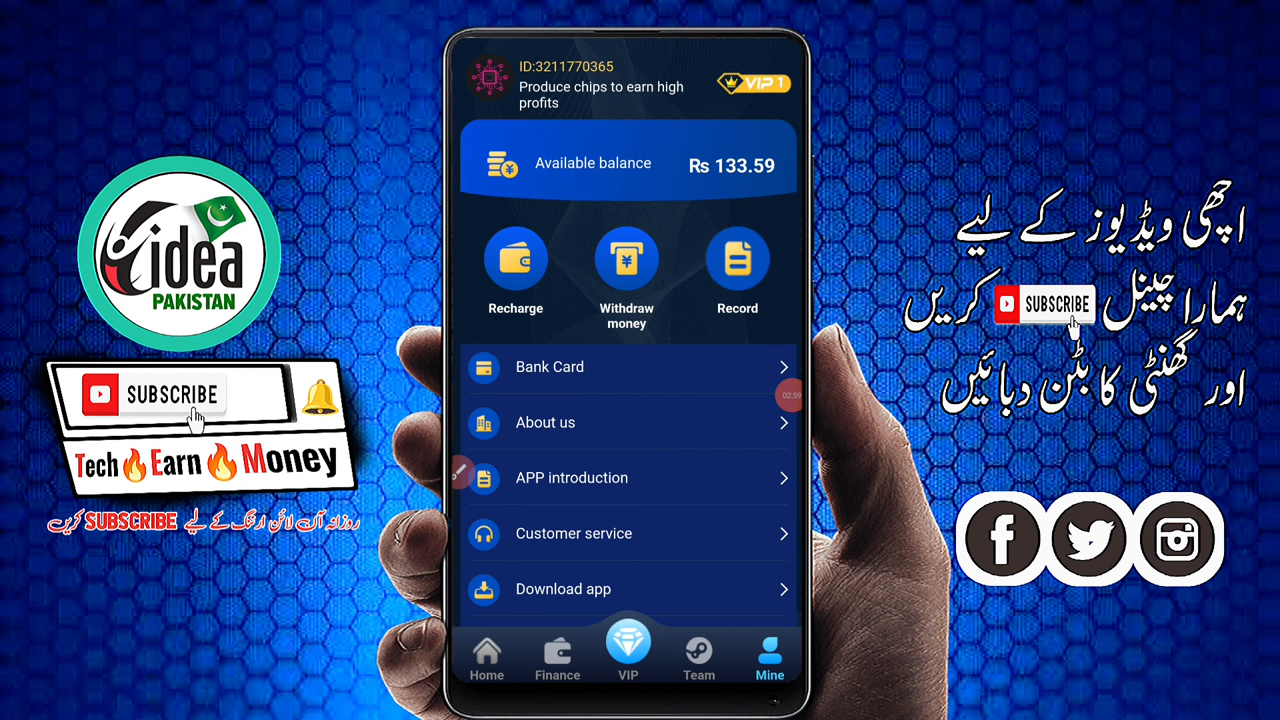 idea
PAKISTAN
SUBSCRIBE
Tech🔥Earn🔥Money
روزانہ آن لائن ارننگ کے لیے SUBSCRIBE کریں
ID:3211770365
Produce chips to earn high
profits
VIP 1
Available balance
₨ 133.59
Recharge
Withdraw
money
Record
Bank Card
02:59
About us
APP introduction
Customer service
Download app
Home
Finance
VIP
Team
Mine
اچھی ویڈیوز کے لیے
ہمارا چینل SUBSCRIBE کریں
اور گھنٹی کا بٹن دبائیں